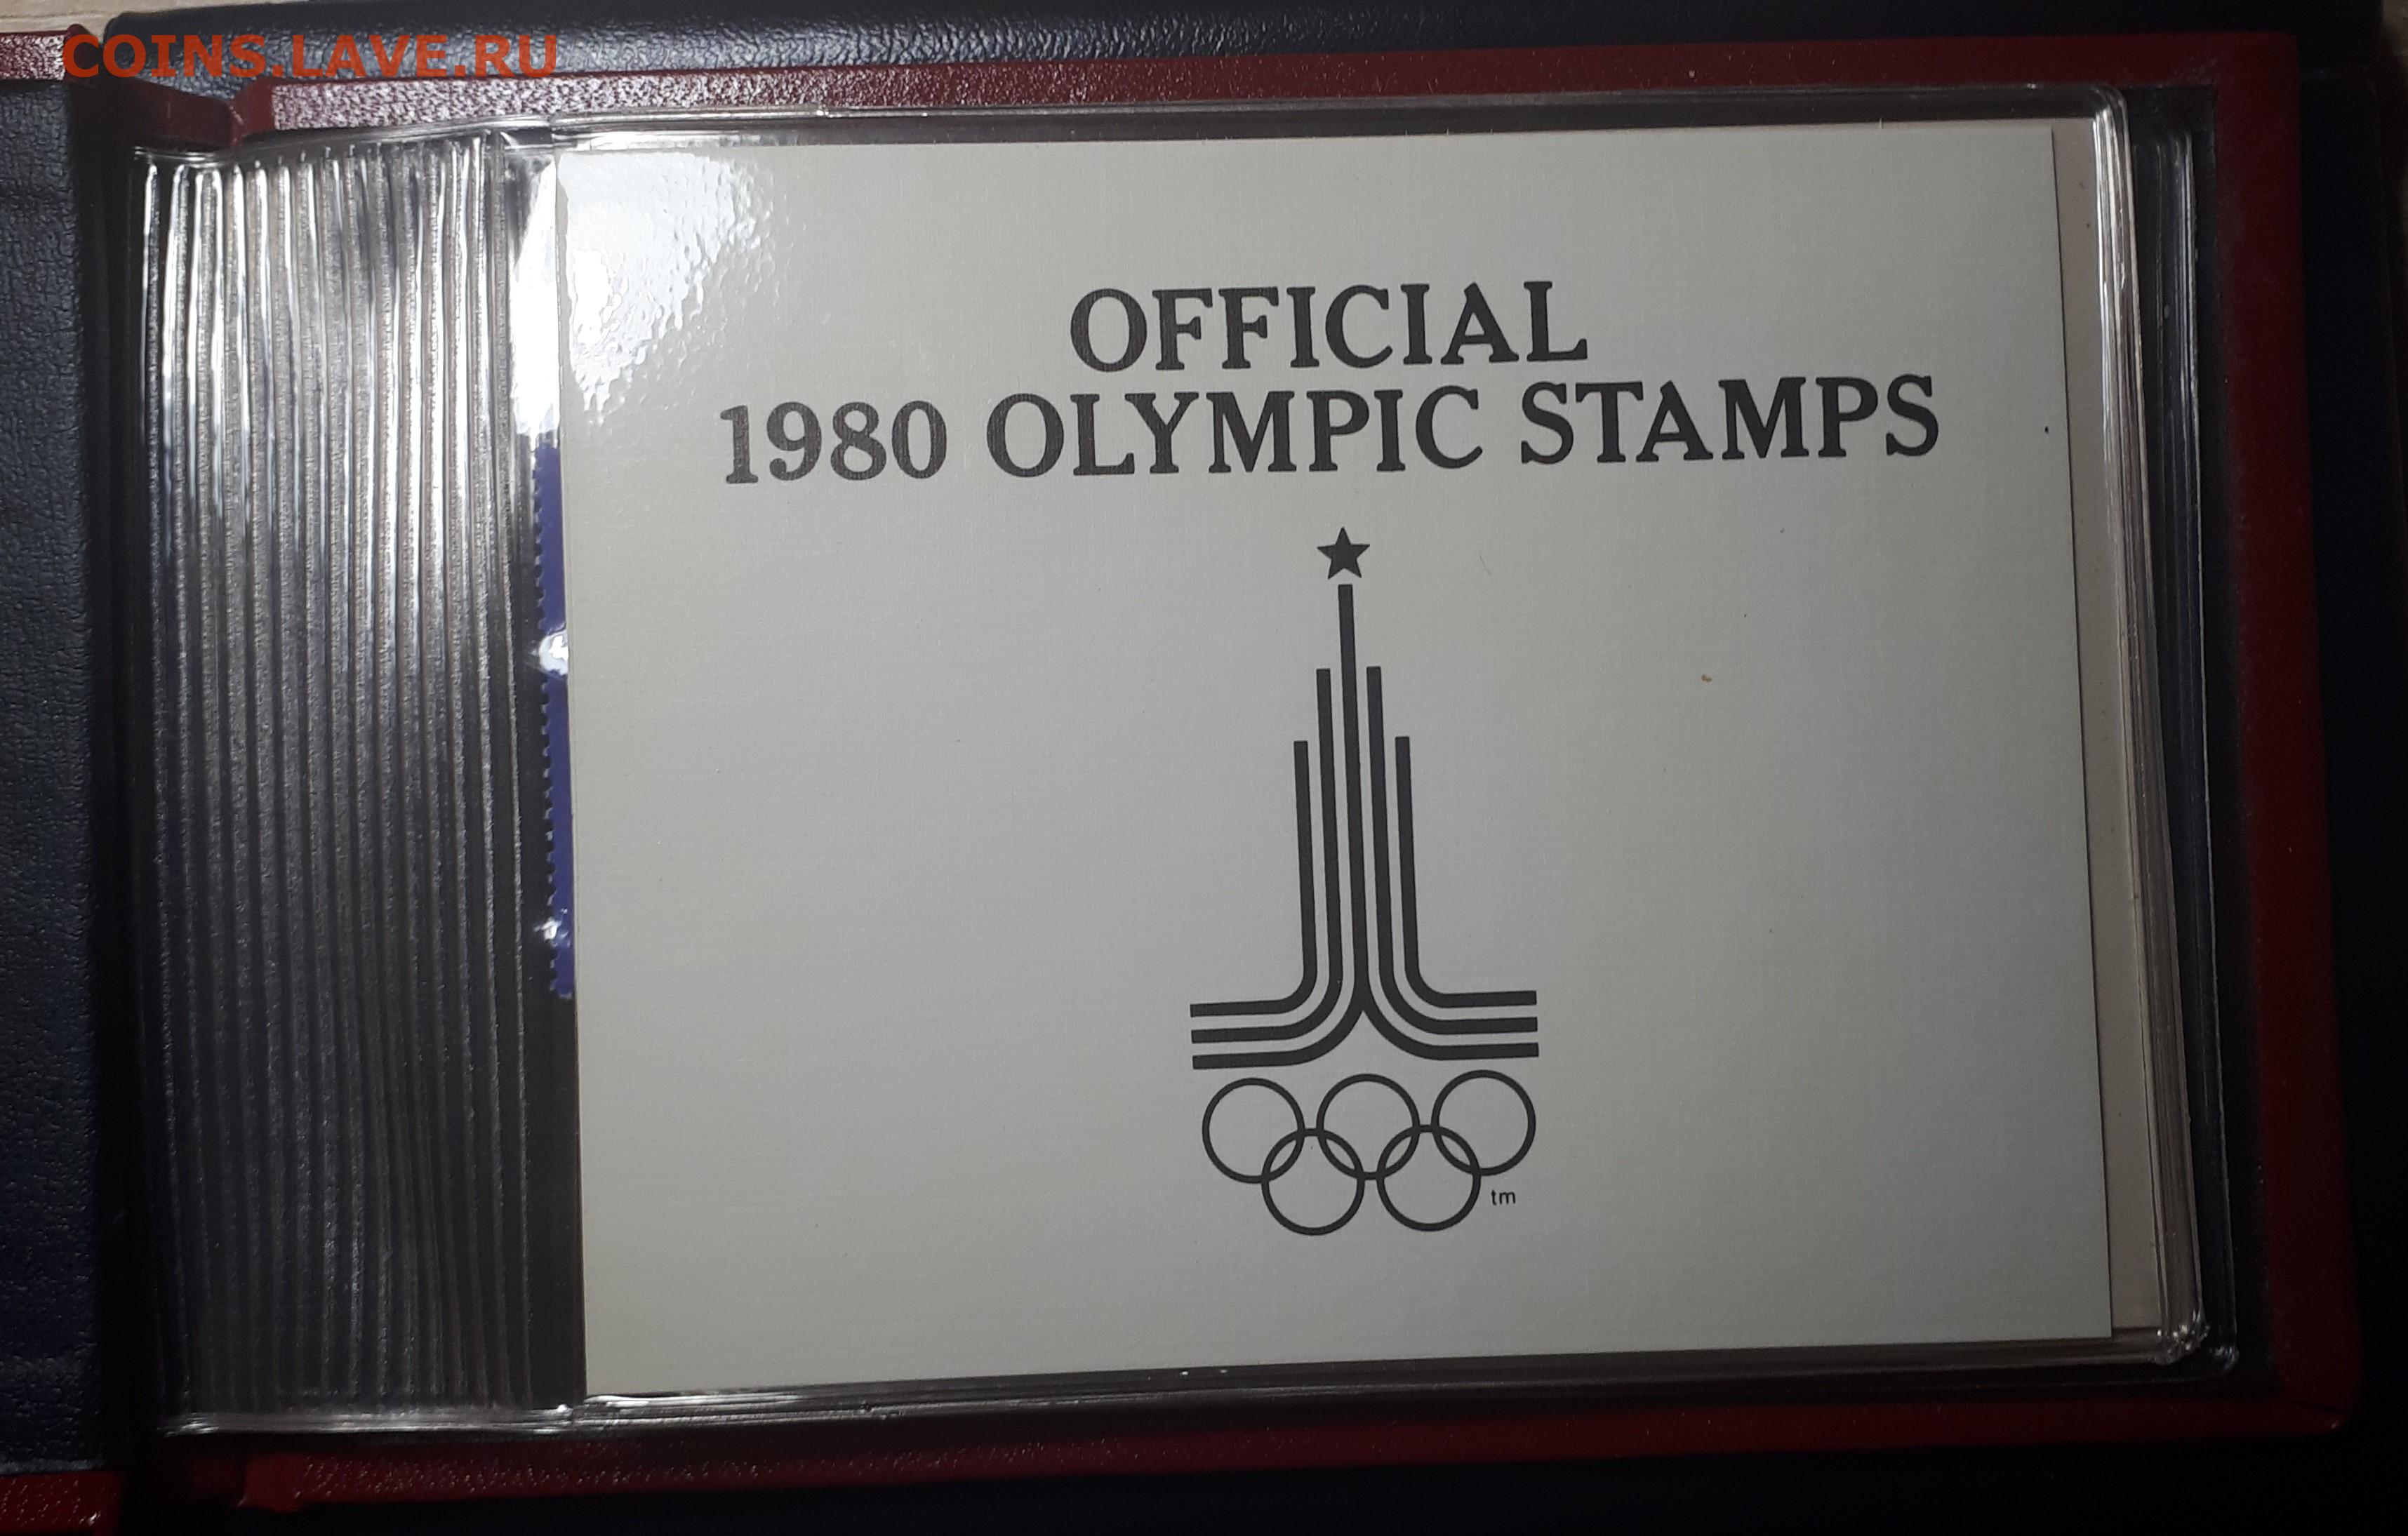 COINS.LAVE.RU
OFFICIAL
1980 OLYMPIC STAMPS
tm